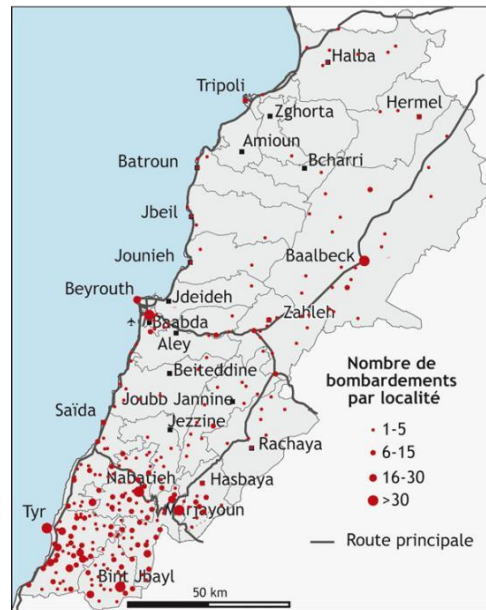 Halba
Tripoli
Hermel
Zghorta
Amioun
Batroun
Bcharri
Jbeil
Jounieh
Baalbeck
Beyrouth
Jdeideh
Baabda
Zahleh
Aley
Nombre de
bombardements
par localité
Beiteddine
Joubb Jannine
1-5
Saïda
Jezzine
6-15
Rachaya
16-30
Nabatieh
Hasbaya
>30
Tyr
Marjayoun
Route principale
Bint Jbayl
50 km